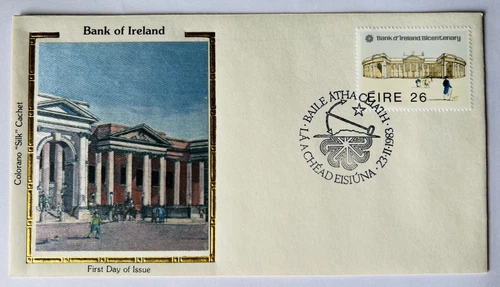 Bank of Ireland
Colorano "Silk" Cachet
First Day of Issue
Bank of Ireland Bicentenary
ÉIRE 26
· BAILE ÁTHA CLIATH ·
LÁ A CHÉAD EISIÚNA · 23·11·1983